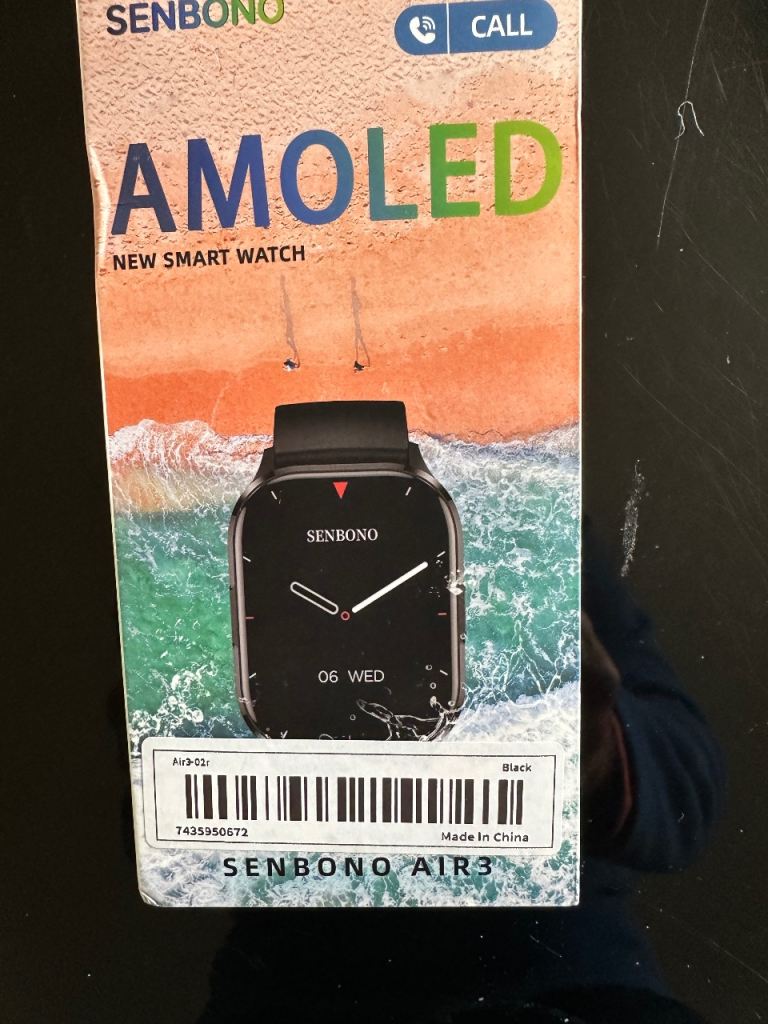 SENBONO
CALL
AMOLED
NEW SMART WATCH
SENBONO
06 WED
Air3-02r
Black
7435950672
Made In China
SENBONO AIR3